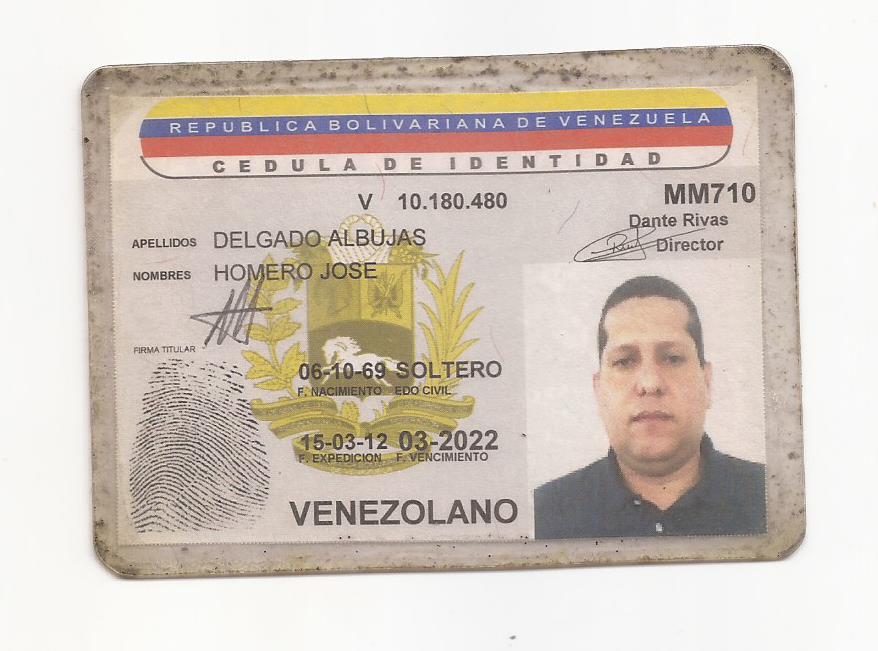 REPUBLICA BOLIVARIANA DE VENEZUELA
CEDULA DE IDENTIDAD
V 10.180.480
MM710
Dante Rivas
Director
APELLIDOS DELGADO ALBUJAS
NOMBRES HOMERO JOSE
FIRMA TITULAR
06-10-69 SOLTERO
F. NACIMIENTO EDO CIVIL
15-03-12 03-2022
F. EXPEDICION F. VENCIMIENTO
VENEZOLANO